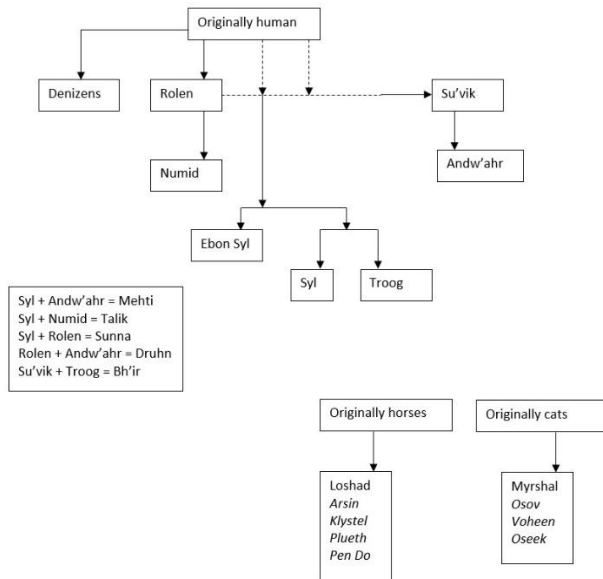 Originally human
Denizens
Rolen
Su'vik
Numid
Andw'ahr
Ebon Syl
Syl
Troog
Syl + Andw'ahr = Mehti
Syl + Numid = Talik
Syl + Rolen = Sunna
Rolen + Andw'ahr = Druhn
Su'vik + Troog = Bh'ir
Originally horses
Originally cats
Loshad
Arsin
Klystel
Plueth
Pen Do
Myrshal
Osov
Voheen
Oseek